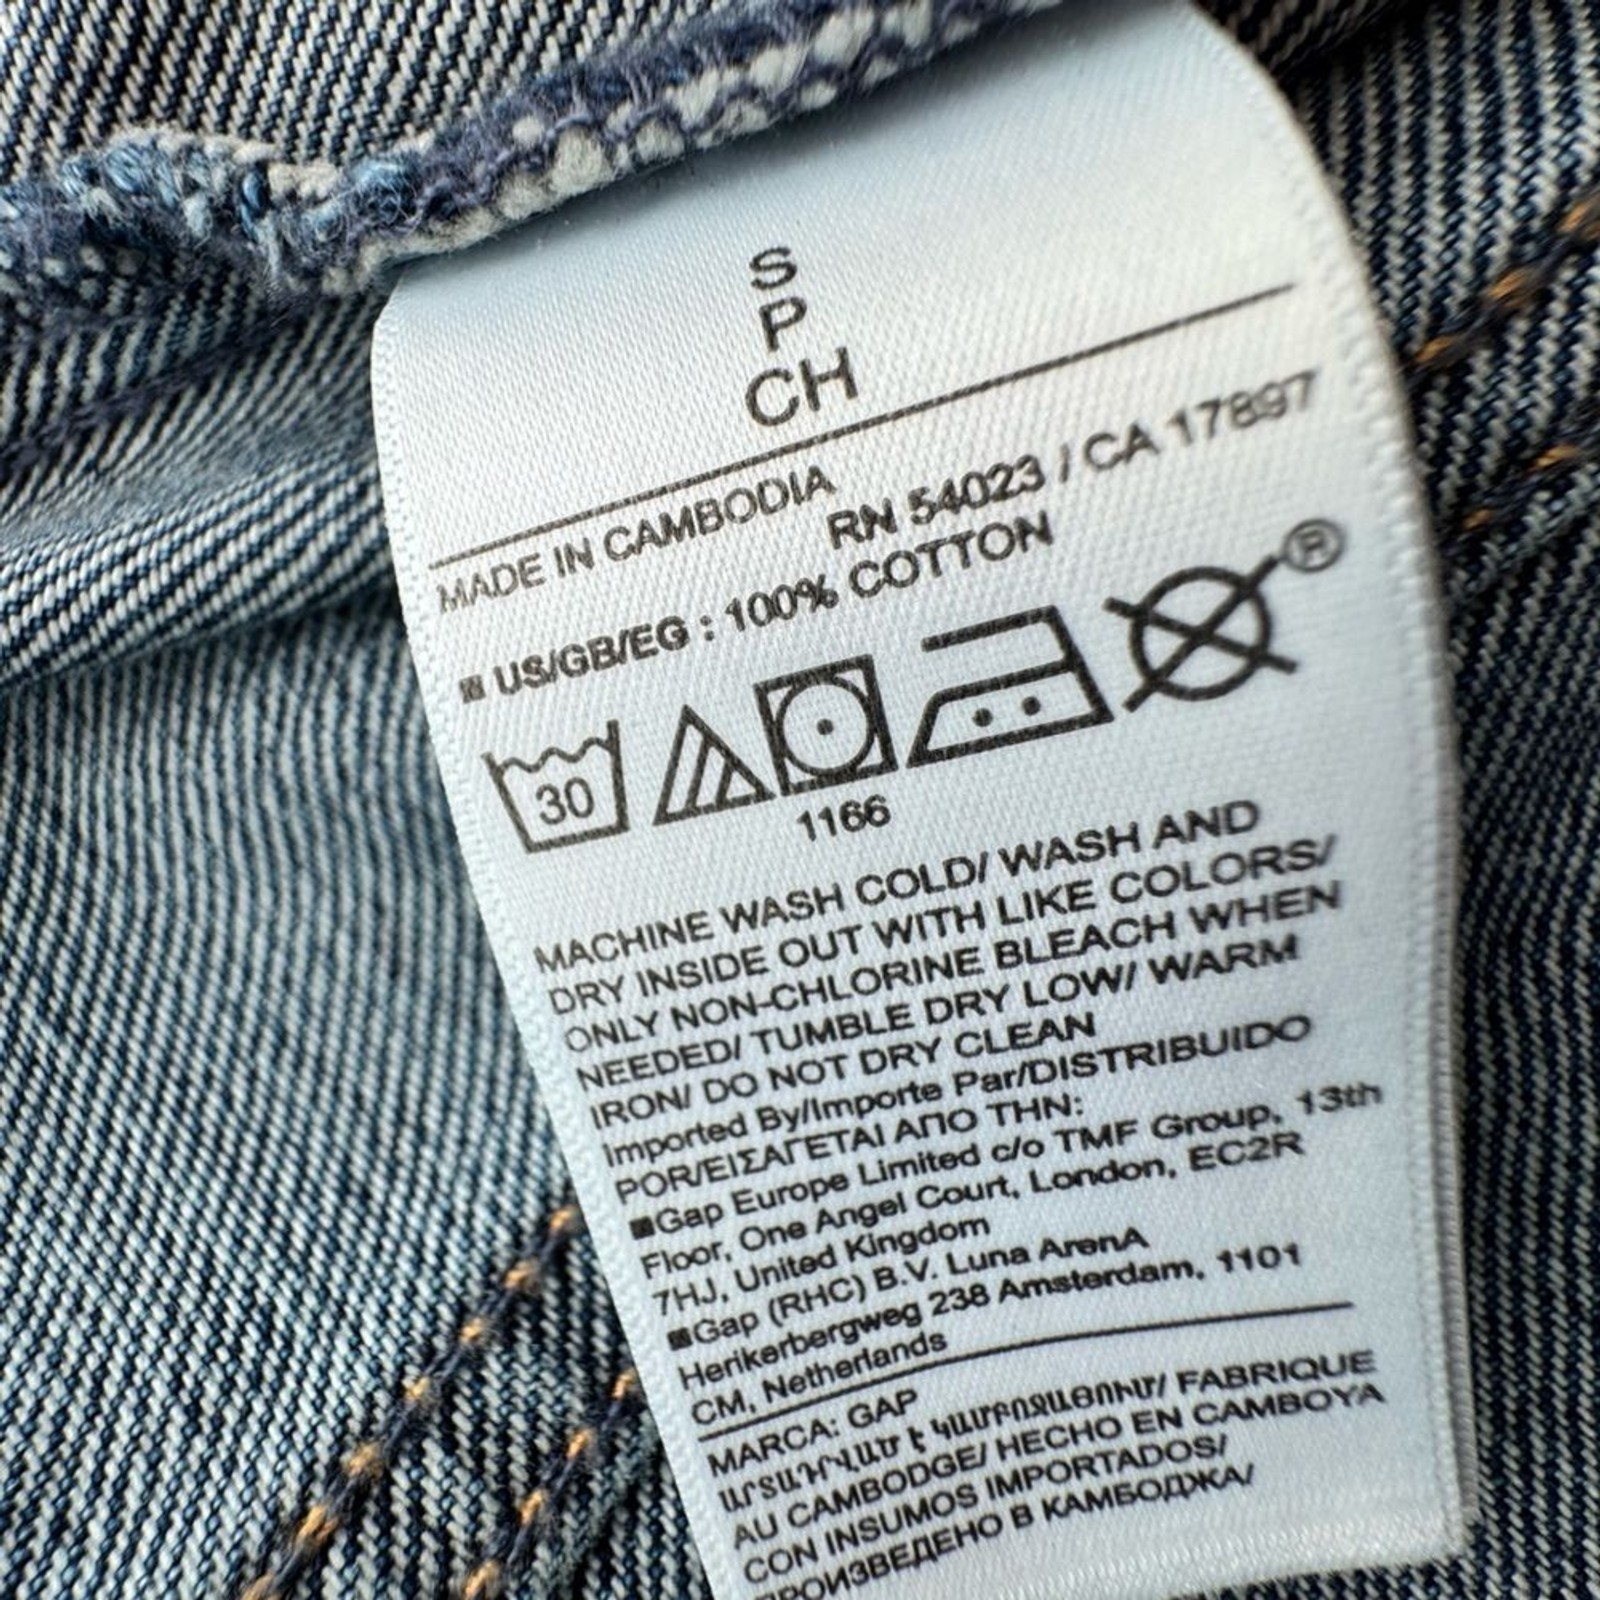 S
P
CH
MADE IN CAMBODIA
RN 54023 / CA 17897
US/GB/EG : 100% COTTON
®
30
1166
MACHINE WASH COLD/ WASH AND
DRY INSIDE OUT WITH LIKE COLORS/
ONLY NON-CHLORINE BLEACH WHEN
NEEDED/ TUMBLE DRY LOW/ WARM
IRON/ DO NOT DRY CLEAN
Imported By/Importe Par/DISTRIBUIDO
POR/ΕΙΣΑΓΕΤΑΙ ΑΠΟ ΤΗΝ:
Gap Europe Limited c/o TMF Group, 13th
Floor, One Angel Court, London, EC2R
7HJ, United Kingdom
Gap (RHC) B.V. Luna ArenA
Herikerbergweg 238 Amsterdam, 1101
CM, Netherlands
MARCA: GAP
Է / FABRIQUE
AU CAMBODGE/ HECHO EN CAMBOYA
CON INSUMOS IMPORTADOS/
ПРОИЗВЕДЕНО В КАМБОДЖА/